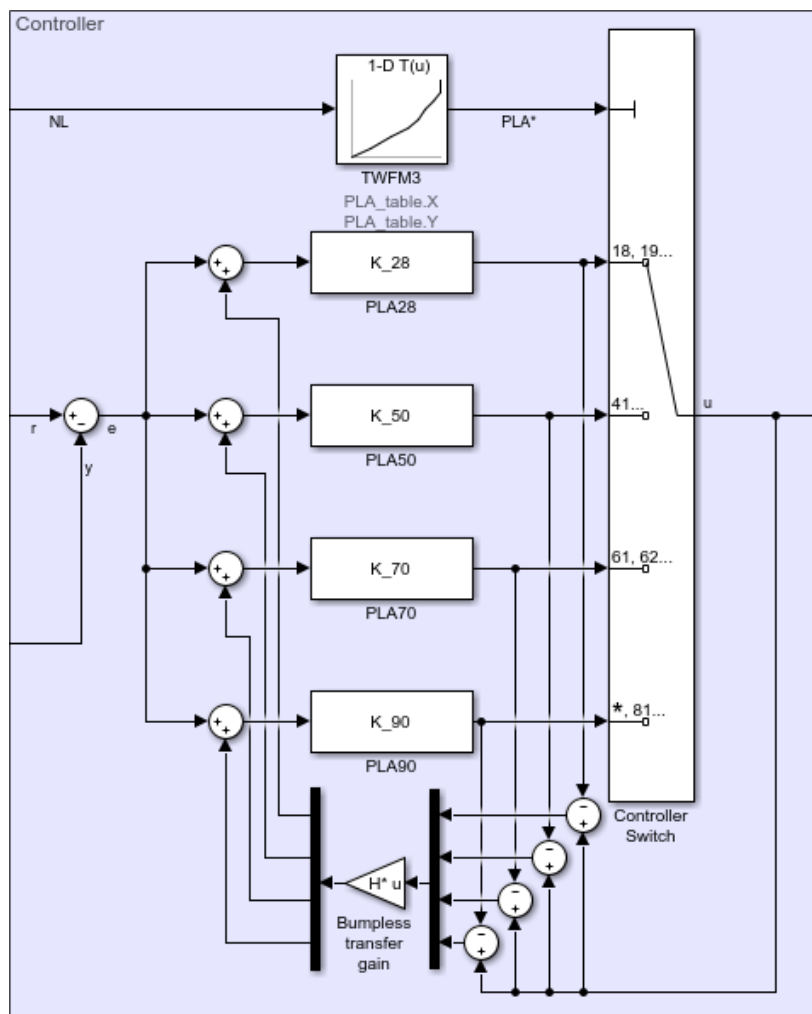 Controller
1-D T(u)
NL
PLA*
TWFM3
PLA_table.X
PLA_table.Y
+
+
K_28
18, 19...
PLA28
r
+
−
e
y
+
+
K_50
41...
u
PLA50
+
+
K_70
61, 62...
PLA70
+
+
K_90
*, 81...
PLA90
−
+
Controller
Switch
−
+
H* u
−
+
Bumpless
transfer
gain
−
+